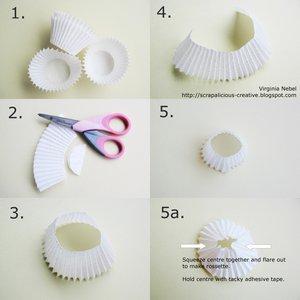 1.
4.
Virginia Nebel
http://scrapalicious-creative.blogspot.com
2.
5.
3.
5a.
Squeeze centre together and flare out
to make rossette.
Hold centre with tacky adhesive tape.